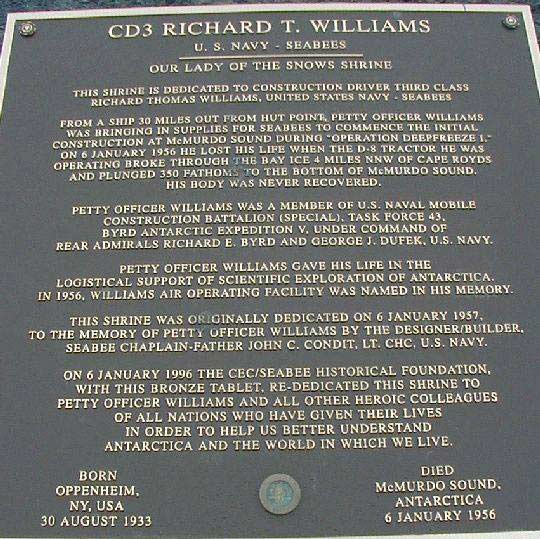 CD3 RICHARD T. WILLIAMS
U. S. NAVY - SEABEES
OUR LADY OF THE SNOWS SHRINE
THIS SHRINE IS DEDICATED TO CONSTRUCTION DRIVER THIRD CLASS
RICHARD THOMAS WILLIAMS, UNITED STATES NAVY - SEABEES
FROM A SHIP 30 MILES OUT FROM HUT POINT, PETTY OFFICER WILLIAMS
WAS BRINGING IN SUPPLIES FOR SEABEES TO COMMENCE THE INITIAL
CONSTRUCTION AT McMURDO SOUND DURING "OPERATION DEEPFREEZE I."
ON 6 JANUARY 1956 HE LOST HIS LIFE WHEN THE D-8 TRACTOR HE WAS
OPERATING BROKE THROUGH THE BAY ICE 4 MILES NNW OF CAPE ROYDS
AND PLUNGED 350 FATHOMS TO THE BOTTOM OF McMURDO SOUND.
HIS BODY WAS NEVER RECOVERED.
PETTY OFFICER WILLIAMS WAS A MEMBER OF U.S. NAVAL MOBILE
CONSTRUCTION BATTALION (SPECIAL), TASK FORCE 43,
BYRD ANTARCTIC EXPEDITION V, UNDER COMMAND OF
REAR ADMIRALS RICHARD E. BYRD AND GEORGE J. DUFEK, U.S. NAVY.
PETTY OFFICER WILLIAMS GAVE HIS LIFE IN THE
LOGISTICAL SUPPORT OF SCIENTIFIC EXPLORATION OF ANTARCTICA.
IN 1956, WILLIAMS AIR OPERATING FACILITY WAS NAMED IN HIS MEMORY.
THIS SHRINE WAS ORIGINALLY DEDICATED ON 6 JANUARY 1957,
TO THE MEMORY OF PETTY OFFICER WILLIAMS BY THE DESIGNER/BUILDER,
SEABEE CHAPLAIN-FATHER JOHN C. CONDIT, LT. CHC, U.S. NAVY.
ON 6 JANUARY 1996 THE CEC/SEABEE HISTORICAL FOUNDATION,
WITH THIS BRONZE TABLET, RE-DEDICATED THIS SHRINE TO
PETTY OFFICER WILLIAMS AND ALL OTHER HEROIC COLLEAGUES
OF ALL NATIONS WHO HAVE GIVEN THEIR LIVES
IN ORDER TO HELP US BETTER UNDERSTAND
ANTARCTICA AND THE WORLD IN WHICH WE LIVE.
BORN
OPPENHEIM,
NY, USA
30 AUGUST 1933
DIED
McMURDO SOUND,
ANTARCTICA
6 JANUARY 1956